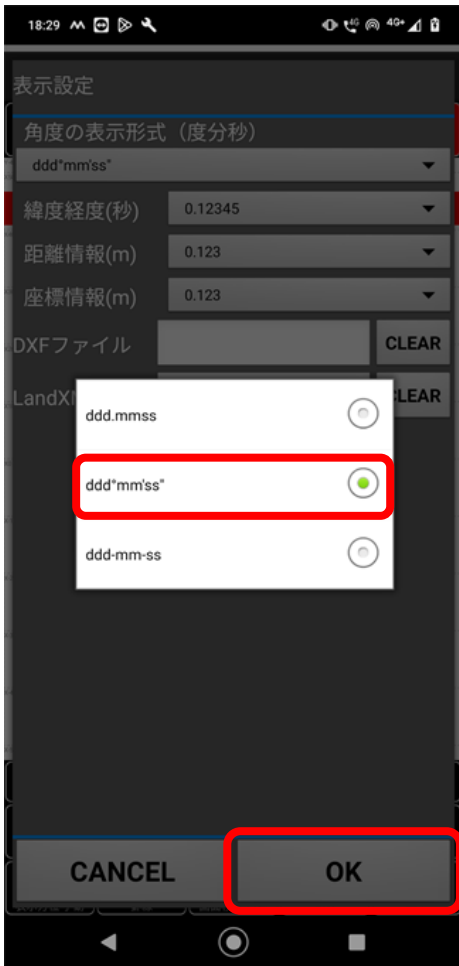 18:29 4G 4G+
表示設定
角度の表示形式（度分秒）
ddd°mm'ss"
緯度経度(秒) 0.12345
距離情報(m) 0.123
座標情報(m) 0.123
DXFファイル CLEAR
LandX CLEAR
ddd.mmss
ddd°mm'ss"
ddd-mm-ss
CANCEL OK